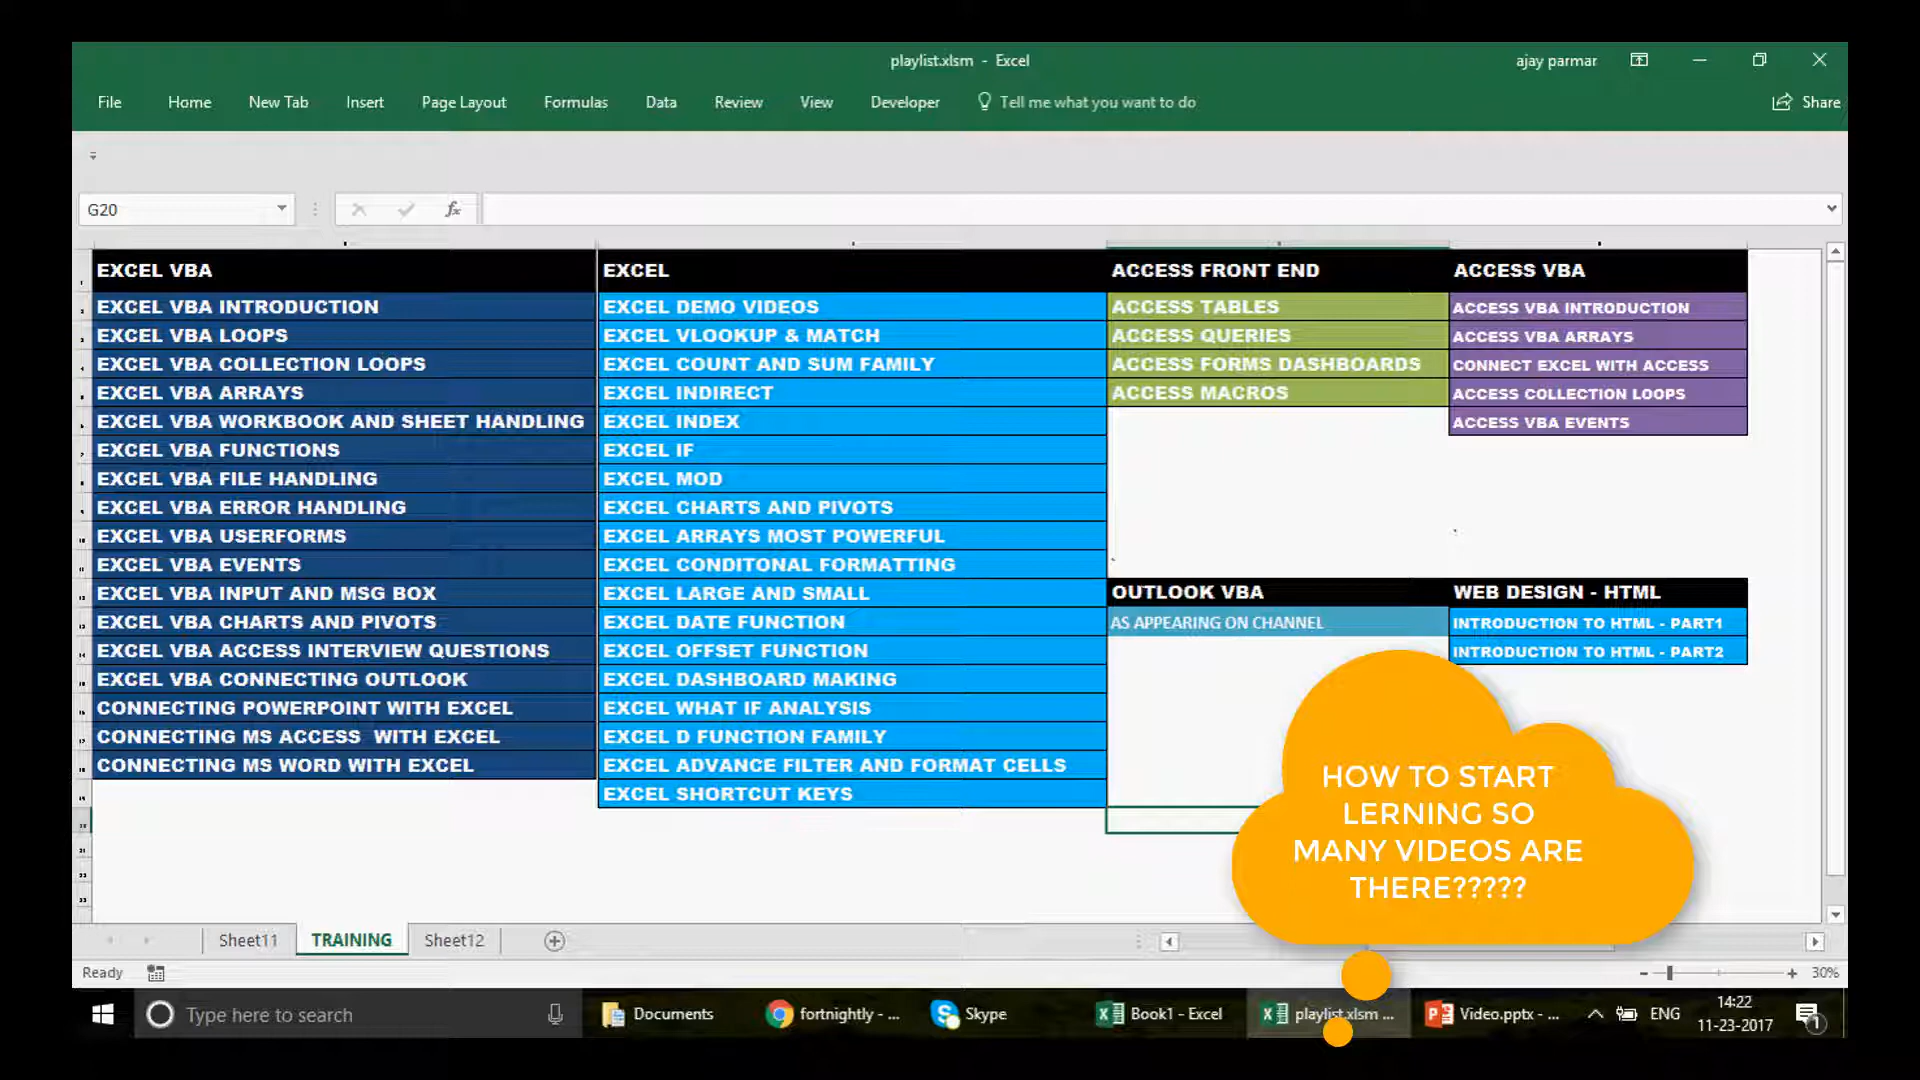 playlist.xlsm - Excel
ajay parmar
File Home New Tab Insert Page Layout Formulas Data Review View Developer Tell me what you want to do Share
G20
fx
EXCEL VBA
EXCEL VBA INTRODUCTION
EXCEL VBA LOOPS
EXCEL VBA COLLECTION LOOPS
EXCEL VBA ARRAYS
EXCEL VBA WORKBOOK AND SHEET HANDLING
EXCEL VBA FUNCTIONS
EXCEL VBA FILE HANDLING
EXCEL VBA ERROR HANDLING
EXCEL VBA USERFORMS
EXCEL VBA EVENTS
EXCEL VBA INPUT AND MSG BOX
EXCEL VBA CHARTS AND PIVOTS
EXCEL VBA ACCESS INTERVIEW QUESTIONS
EXCEL VBA CONNECTING OUTLOOK
CONNECTING POWERPOINT WITH EXCEL
CONNECTING MS ACCESS  WITH EXCEL
CONNECTING MS WORD WITH EXCEL
EXCEL
EXCEL DEMO VIDEOS
EXCEL VLOOKUP & MATCH
EXCEL COUNT AND SUM FAMILY
EXCEL INDIRECT
EXCEL INDEX
EXCEL IF
EXCEL MOD
EXCEL CHARTS AND PIVOTS
EXCEL ARRAYS MOST POWERFUL
EXCEL CONDITONAL FORMATTING
EXCEL LARGE AND SMALL
EXCEL DATE FUNCTION
EXCEL OFFSET FUNCTION
EXCEL DASHBOARD MAKING
EXCEL WHAT IF ANALYSIS
EXCEL D FUNCTION FAMILY
EXCEL ADVANCE FILTER AND FORMAT CELLS
EXCEL SHORTCUT KEYS
ACCESS FRONT END
ACCESS TABLES
ACCESS QUERIES
ACCESS FORMS DASHBOARDS
ACCESS MACROS
ACCESS VBA
ACCESS VBA INTRODUCTION
ACCESS VBA ARRAYS
CONNECT EXCEL WITH ACCESS
ACCESS COLLECTION LOOPS
ACCESS VBA EVENTS
OUTLOOK VBA
AS APPEARING ON CHANNEL
WEB DESIGN - HTML
INTRODUCTION TO HTML - PART1
INTRODUCTION TO HTML - PART2
HOW TO START
LERNING SO
MANY VIDEOS ARE
THERE?????
Sheet11 TRAINING Sheet12
Ready
30%
Type here to search
Documents
fortnightly - ...
Skype
Book1 - Excel
playlist.xlsm ...
Video.pptx - ...
ENG
14:22
11-23-2017
1